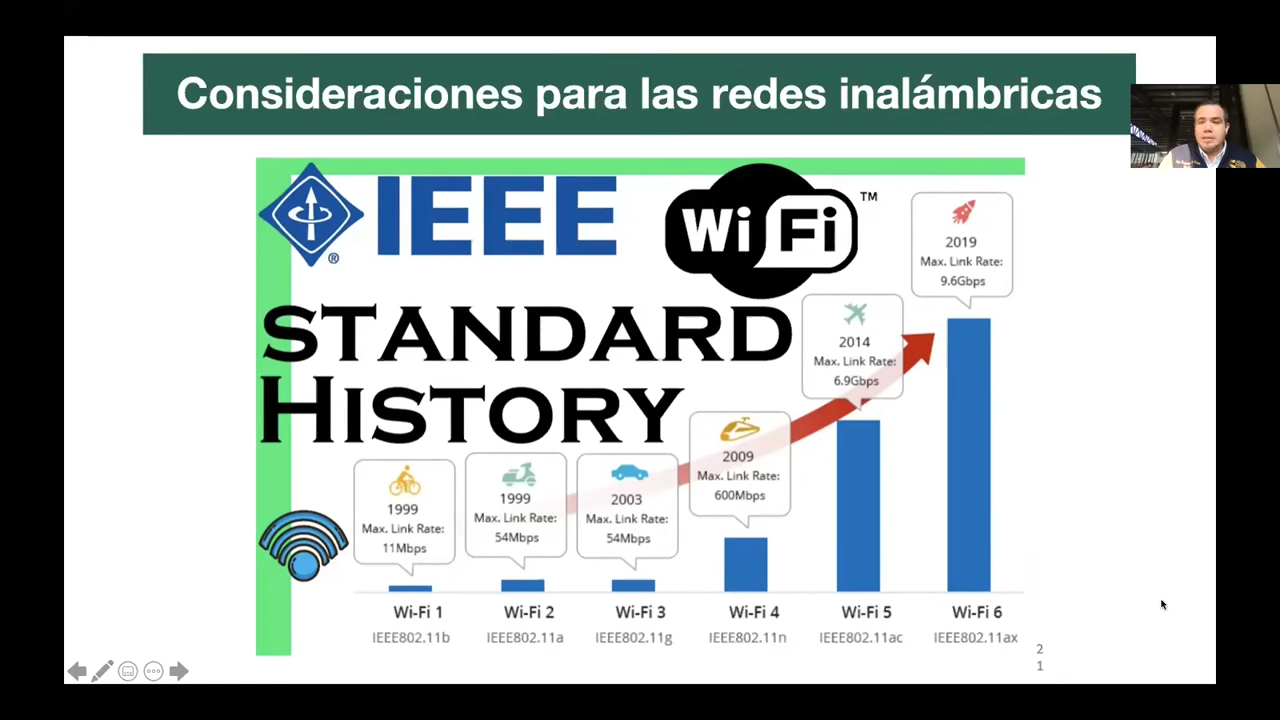 Consideraciones para las redes inalámbricas
IEEE
®
Wi Fi
TM
STANDARD
HISTORY
1999
Max. Link Rate:
11Mbps
1999
Max. Link Rate:
54Mbps
2003
Max. Link Rate:
54Mbps
2009
Max. Link Rate:
600Mbps
2014
Max. Link Rate:
6.9Gbps
2019
Max. Link Rate:
9.6Gbps
Wi-Fi 1
IEEE802.11b
Wi-Fi 2
IEEE802.11a
Wi-Fi 3
IEEE802.11g
Wi-Fi 4
IEEE802.11n
Wi-Fi 5
IEEE802.11ac
Wi-Fi 6
IEEE802.11ax
2
1